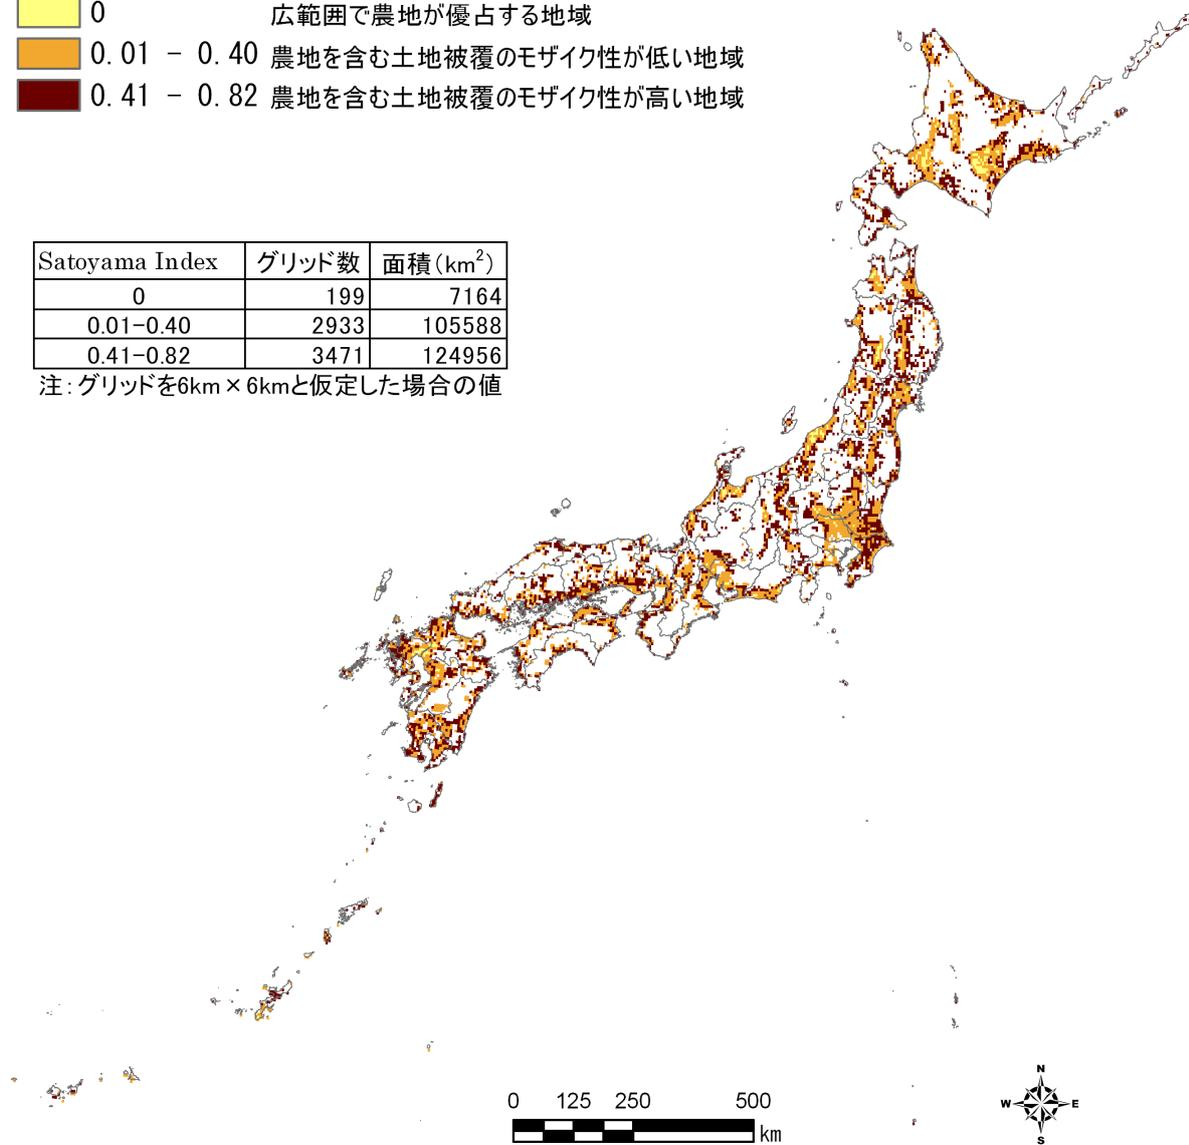 0 広範囲で農地が優占する地域
0.01 - 0.40 農地を含む土地被覆のモザイク性が低い地域
0.41 - 0.82 農地を含む土地被覆のモザイク性が高い地域
Satoyama Index グリッド数 面積(km2)
0 199 7164
0.01-0.40 2933 105588
0.41-0.82 3471 124956
注:グリッドを6km×6kmと仮定した場合の値
0 125 250 500
km
N
W E
S